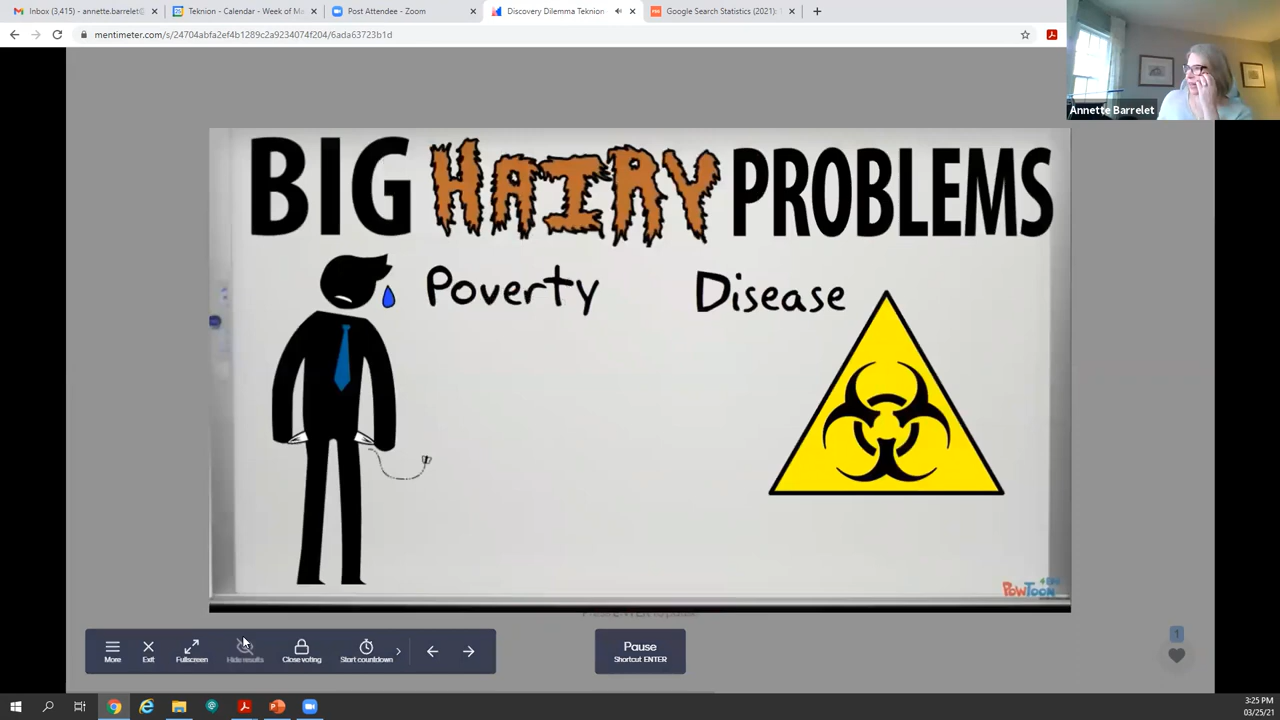 Inbox (3,415) - annette.barrelet@
Teknion - Calendar - Week of Ma
Post Attendee - Zoom
Discovery Dilemma Teknion
Google Search Statistics (2021):
mentimeter.com/s/24704abfa2ef4b1289c2a9234074f204/6ada63723b1d
Annette Barrelet
BIG HAIRY PROBLEMS
Poverty
Disease
PowToon
More
Exit
Fullscreen
Hide results
Close voting
Start countdown
Pause
Shortcut ENTER
1
3:25 PM
03/25/21